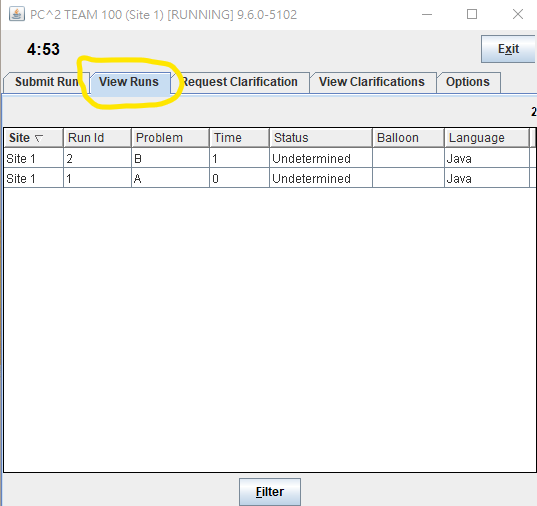 PC^2 TEAM 100 (Site 1) [RUNNING] 9.6.0-5102
4:53
Exit
Submit Run View Runs Request Clarification View Clarifications Options
2
Site Run Id Problem Time Status Balloon Language
Site 1 2 B 1 Undetermined Java
Site 1 1 A 0 Undetermined Java
Filter